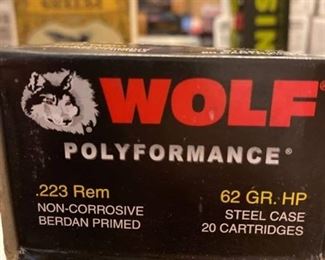 WOLF®
POLYFORMANCE®
.223 Rem
NON-CORROSIVE
BERDAN PRIMED
62 GR. HP
STEEL CASE
20 CARTRIDGES